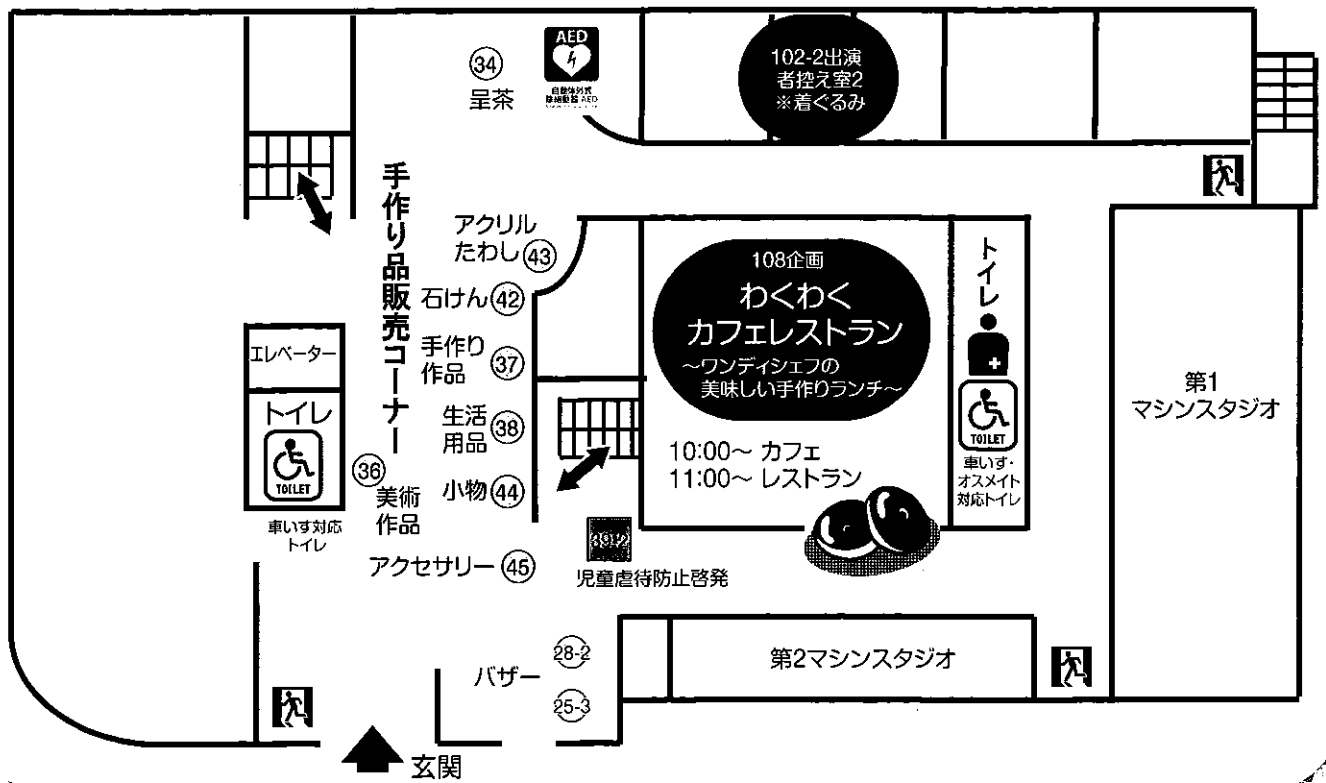 34
呈茶
AED
自動体外式
除細動器 AED
102-2出演
者控え室2
※着ぐるみ
手作り品販売コーナー
アクリル
たわし 43
石けん 42
手作り
作品 37
生活
用品 38
小物 44
36
美術
作品
アクセサリー 45
エレベーター
トイレ
TOILET
車いす対応
トイレ
108企画
わくわく
カフェレストラン
~ワンディシェフの
美味しい手作りランチ~
10:00~ カフェ
11:00~ レストラン
トイレ
TOILET
車いす・
オスメイト
対応トイレ
第1
マシンスタジオ
児童虐待防止啓発
バザー
28-2
25-3
第2マシンスタジオ
玄関